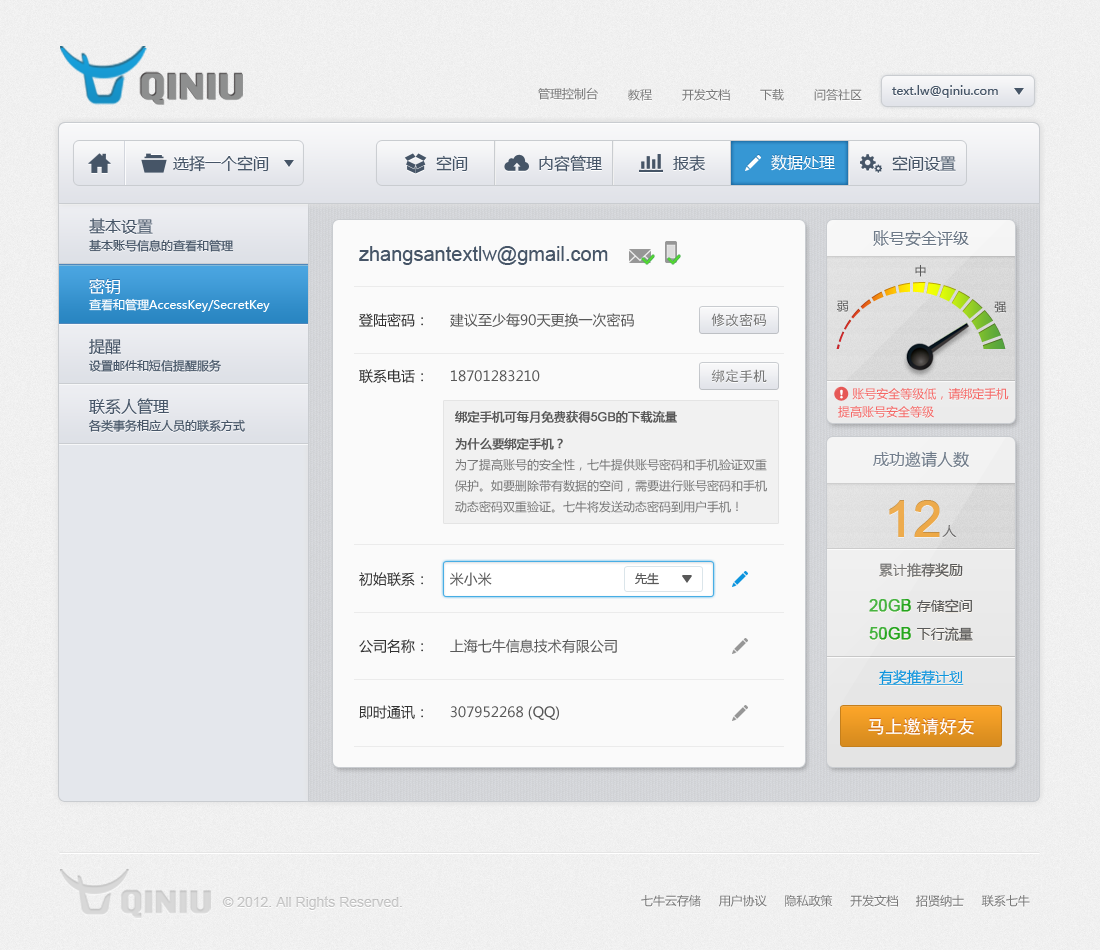 QINIU
管理控制台 教程 开发文档 下载 问答社区 text.lw@qiniu.com
选择一个空间 空间 内容管理 报表 数据处理 空间设置
基本设置
基本账号信息的查看和管理
密钥
查看和管理AccessKey/SecretKey
提醒
设置邮件和短信提醒服务
联系人管理
各类事务相应人员的联系方式
zhangsantextlw@gmail.com
登陆密码： 建议至少每90天更换一次密码 修改密码
联系电话： 18701283210 绑定手机
绑定手机可每月免费获得5GB的下载流量
为什么要绑定手机？
为了提高账号的安全性，七牛提供账号密码和手机验证双重
保护。如要删除带有数据的空间，需要进行账号密码和手机
动态密码双重验证。七牛将发送动态密码到用户手机！
初始联系： 米小米 先生
公司名称： 上海七牛信息技术有限公司
即时通讯： 307952268 (QQ)
账号安全评级
中
弱 强
账号安全等级低，请绑定手机
提高账号安全等级
成功邀请人数
12人
累计推荐奖励
20GB 存储空间
50GB 下行流量
有奖推荐计划
马上邀请好友
QINIU © 2012. All Rights Reserved.
七牛云存储 用户协议 隐私政策 开发文档 招贤纳士 联系七牛